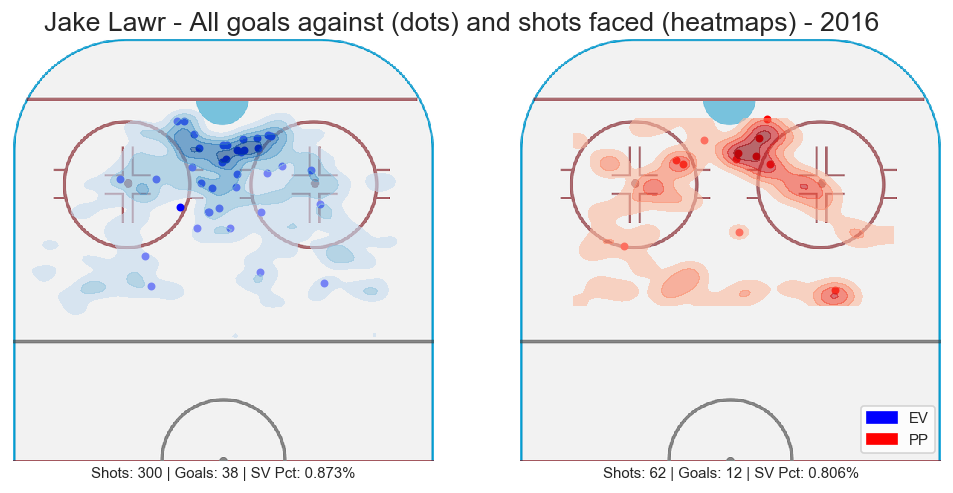 Jake Lawr - All goals against (dots) and shots faced (heatmaps) - 2016
EV
PP
Shots: 300 | Goals: 38 | SV Pct: 0.873%
Shots: 62 | Goals: 12 | SV Pct: 0.806%